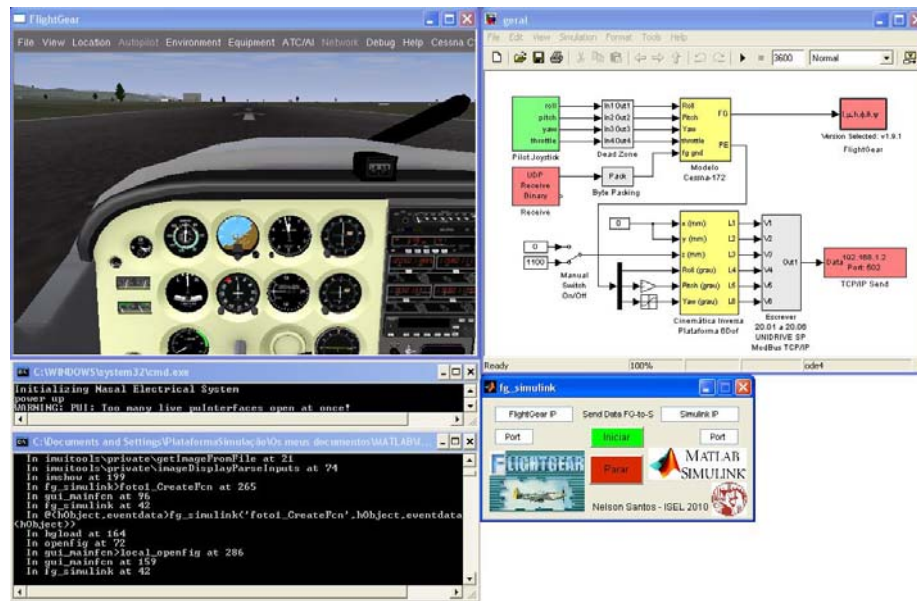 FlightGear
File View Location Autopilot Environment Equipment ATC/AI Network Debug Help Cessna C
geral
File Edit View Simulation Format Tools Help
3600
Normal
roll
pitch
yaw
throttle
Pilot Joystick
In1 Out1
In2 Out2
In3 Out3
In4 Out4
Dead Zone
Roll
Pitch
Yaw
throttle
fg gnd
FG
PE
Modelo
Cessna-172
Version Selected: v1.9.1
FlightGear
UDP
Receive
Binary
Receive
Pack
Byte Packing
0
0
1100
Manual
Switch
On/Off
x (mm)
y (mm)
z (mm)
Roll (grau)
Pitch (grau)
Yaw (grau)
L1
L2
L3
L4
L5
L6
Cinemática Inversa
Plataforma 6Dof
V1
V2
V3
V4
V5
V6
Out1
Escrever
20.01 a 20.06
UNIDRIVE SP
ModBus TCP/IP
Data
192.168.1.2
Port: 502
TCP/IP Send
Ready
100%
ode4
C:\WINDOWS\system32\cmd.exe
Initializing Nasal Electrical System
power up
WARNING: PUI: Too many live puInterfaces open at once!
C:\Documents and Settings\PlataformaSimulação\Os meus documentos\MATLAB\
In imuitools\private\getImageFromFile at 21
In imuitools\private\imageDisplayParseInputs at 74
In imshow at 199
In fg_simulink>foto1_CreateFcn at 265
In gui_mainfcn at 96
In fg_simulink at 42
In @(hObject,eventdata)fg_simulink('foto1_CreateFcn',hObject,eventdata
(hObject))
In hgload at 164
In openfig at 72
In gui_mainfcn>local_openfig at 286
In gui_mainfcn at 159
In fg_simulink at 42
fg_simulink
FlightGear IP
Send Data FG-to-S
Simulink IP
Port
Iniciar
Port
FLIGHTGEAR
Parar
MATLAB
SIMULINK
Nelson Santos - ISEL 2010